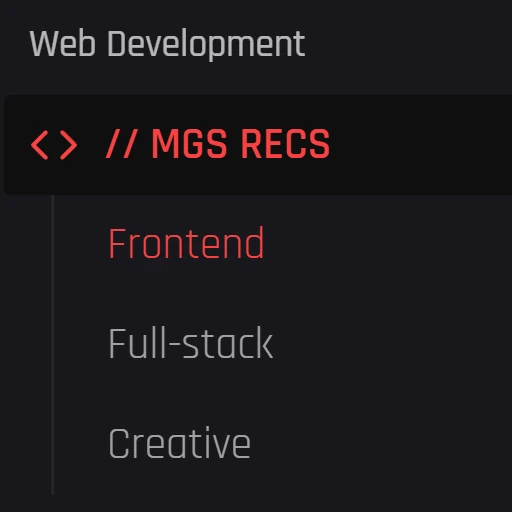 Web Development
// MGS RECS
Frontend
Full-stack
Creative